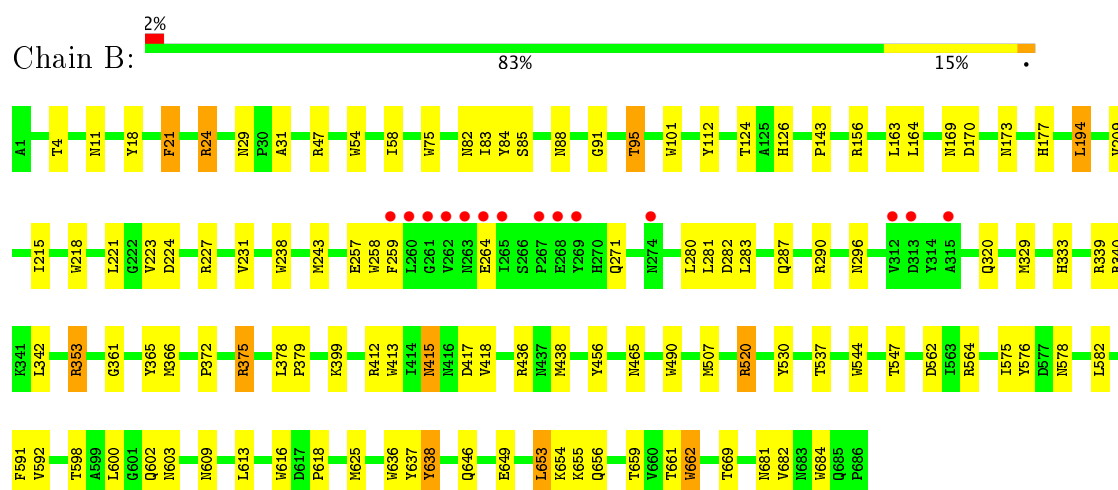 2%
Chain B:
83% 15% •
A1 T4 N11 Y18 F21 R24 N29 P30 A31 R47 W54 I58 W75 N82 I83 Y84 S85 N88 G91 T95 W101 Y112 T124 A125 H126 P143 R156 L163 L164 N169 D170 N173 H177 L194
I215 W218 L221 G222 V223 D224 R227 V231 W238 M243 E257 W258 F259 L260 G261 V262 N263 E264 I265 S266 P267 E268 Y269 H270 Q271 N274 L280 L281 D282 L283 Q287 R290 N296 V312 D313 Y314 A315 Q320 M329 H333 R339
K341 L342 R353 G361 Y365 M366 P372 R375 L378 P379 K399 R412 W413 I414 N415 N416 D417 V418 R436 N437 M438 Y456 N465 W490 M507 R520 Y530 T537 W544 T547 D562 I563 R564 I575 Y576 D577 N578 L582
F591 V592 T598 A599 L600 G601 Q602 N603 N609 L613 W616 D617 P618 M625 W636 Y637 Y638 Q646 E649 L653 K654 K655 Q656 T659 V660 T661 W662 T669 N681 V682 N683 W684 Q685 P686